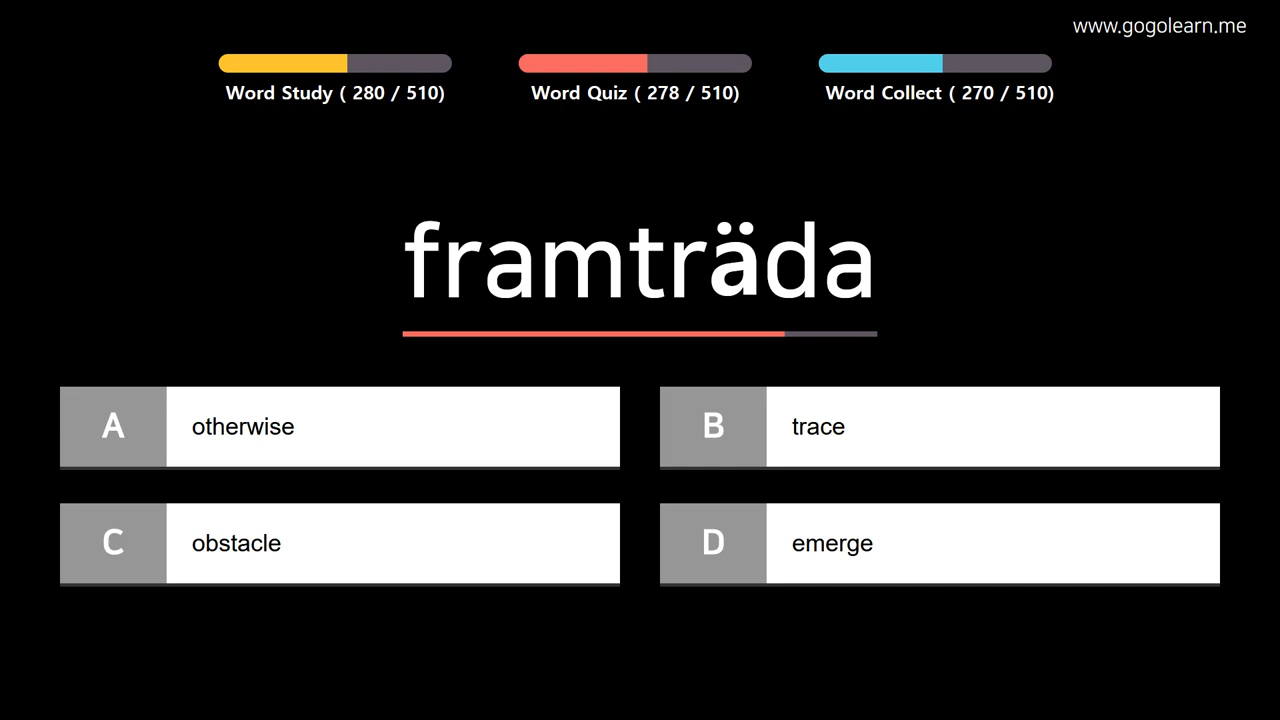 www.gogolearn.me
Word Study ( 280 / 510)
Word Quiz ( 278 / 510)
Word Collect ( 270 / 510)
framträda
A otherwise
B trace
C obstacle
D emerge